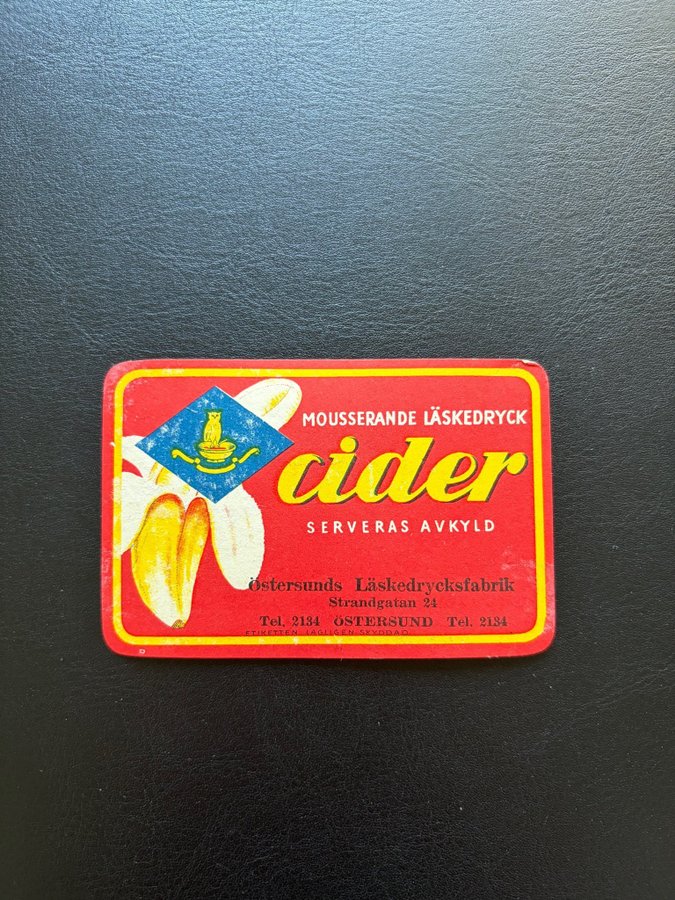 MOUSSERANDE LÄSKEDRYCK
cider
SERVERAS AVKYLD
Östersunds Läskedrycksfabrik
Strandgatan 24
Tel. 2134 ÖSTERSUND Tel. 2134
ETIKETTEN LAGLIGEN SKYDDAD